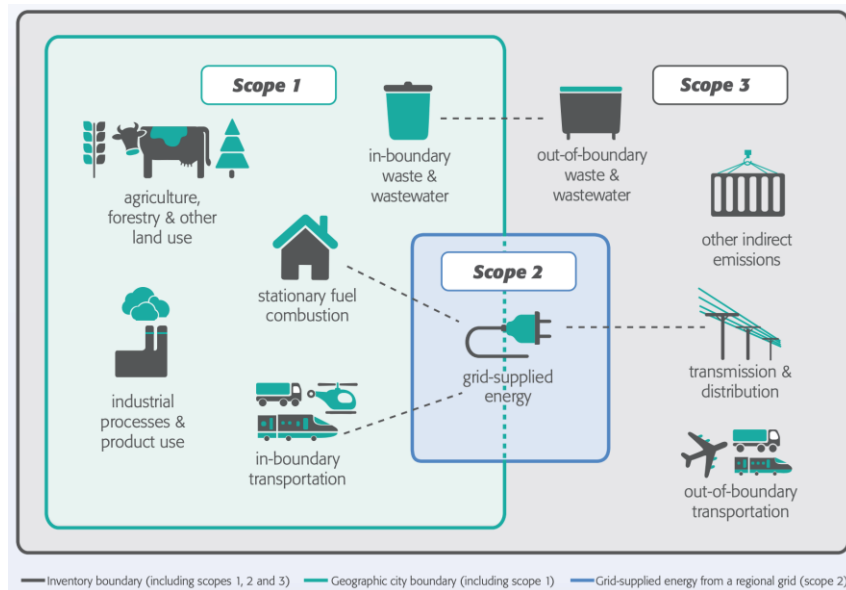 Scope 1
Scope 3
in-boundary
waste &
wastewater
out-of-boundary
waste &
wastewater
agriculture,
forestry & other
land use
other indirect
emissions
Scope 2
stationary fuel
combustion
grid-supplied
energy
transmission &
distribution
industrial
processes &
product use
in-boundary
transportation
out-of-boundary
transportation
Inventory boundary (including scopes 1, 2 and 3)
Geographic city boundary (including scope 1)
Grid-supplied energy from a regional grid (scope 2)